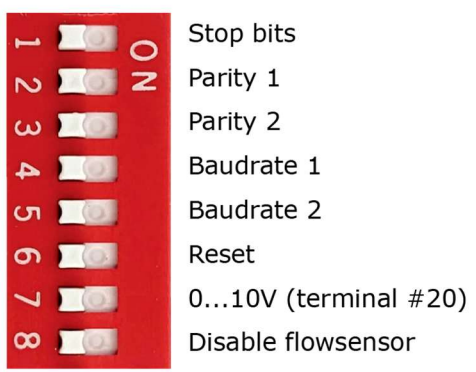 1 Stop bits
2 Parity 1
3 Parity 2
4 Baudrate 1
5 Baudrate 2
6 Reset
7 0...10V (terminal #20)
8 Disable flowsensor
ON